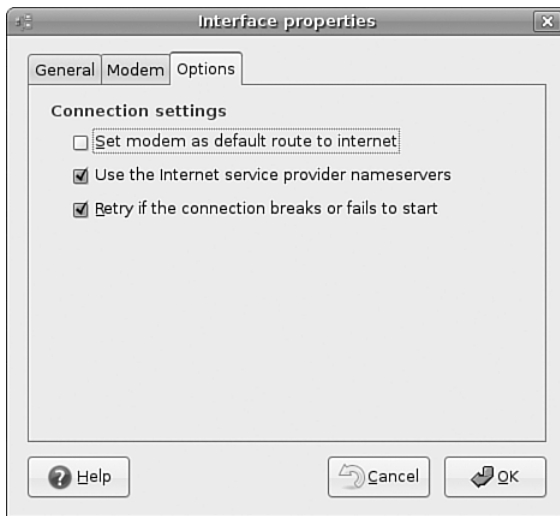 Interface properties
General Modem Options
Connection settings
Set modem as default route to internet
Use the Internet service provider nameservers
Retry if the connection breaks or fails to start
Help Cancel OK